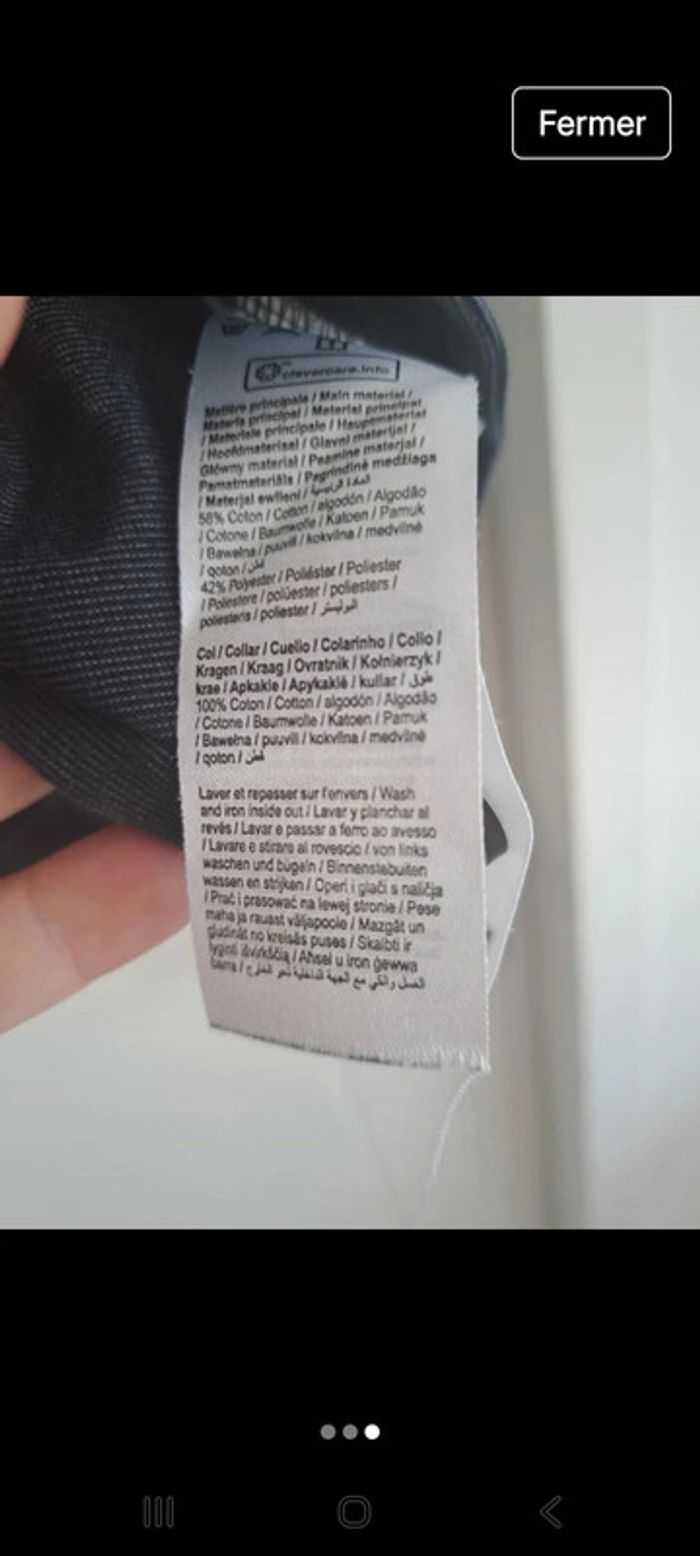 Fermer
clevercare.info
Matière principale / Main material /
Materia principal / Material principal
/ Materiale principale / Hauptmaterial
/ Hoofdmateriaal / Glavni materijal /
Główny material / Peamine materjal /
Pamatmateriāls / Pagrindinė medžiaga
/ Materjal ewlieni / المادة الرئيسية
58% Coton / Cotton / algodón / Algodão
/ Cotone / Baumwolle / Katoen / Pamuk
/ Bawełna / puuvill / kokvilna / medvilnė
/ qoton / قطن
42% Polyester / Poliéster / Poliester
/ Poliestere / polüester / poliesters /
poliesteris / poliester / البوليستر
Col / Collar / Cuello / Colarinho / Collo /
Kragen / Kraag / Ovratnik / Kołnierzyk /
krae / Apkakle / Apykaklė / kullar / طوق
100% Coton / Cotton / algodón / Algodão
/ Cotone / Baumwolle / Katoen / Pamuk
/ Bawełna / puuvill / kokvilna / medvilnė
/ qoton / قطن
Laver et repasser sur l'envers / Wash
and iron inside out / Lavar y planchar al
revés / Lavar e passar a ferro ao avesso
/ Lavare e stirare al rovescio / von links
waschen und bügeln / Binnenstebuiten
wassen en strijken / Operi i glači s naličja
/ Prać i prasować na lewej stronie / Pese
maha ja rauast väljapoole / Mazgāt un
gludināt no kreisās puses / Skalbti ir
lyginti išvirkščią / Aħsel u iron ġewwa
barra / الغسل والكي مع الجهة الداخلية نحو الخارج